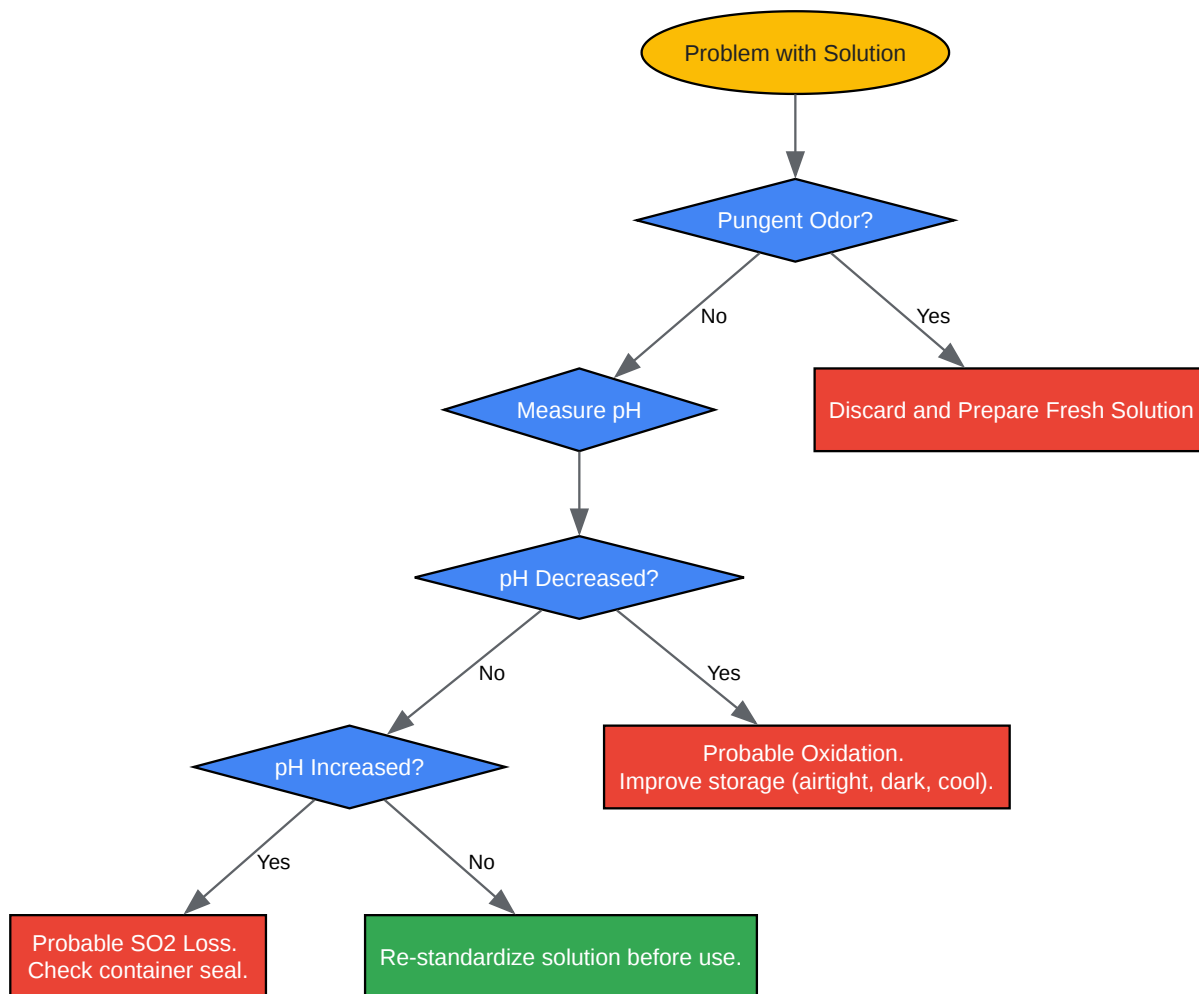 Problem with Solution
Pungent Odor?
No
Yes
Measure pH
Discard and Prepare Fresh Solution
pH Decreased?
No
Yes
pH Increased?
Probable Oxidation.
Improve storage (airtight, dark, cool).
Yes
No
Probable SO2 Loss.
Check container seal.
Re-standardize solution before use.